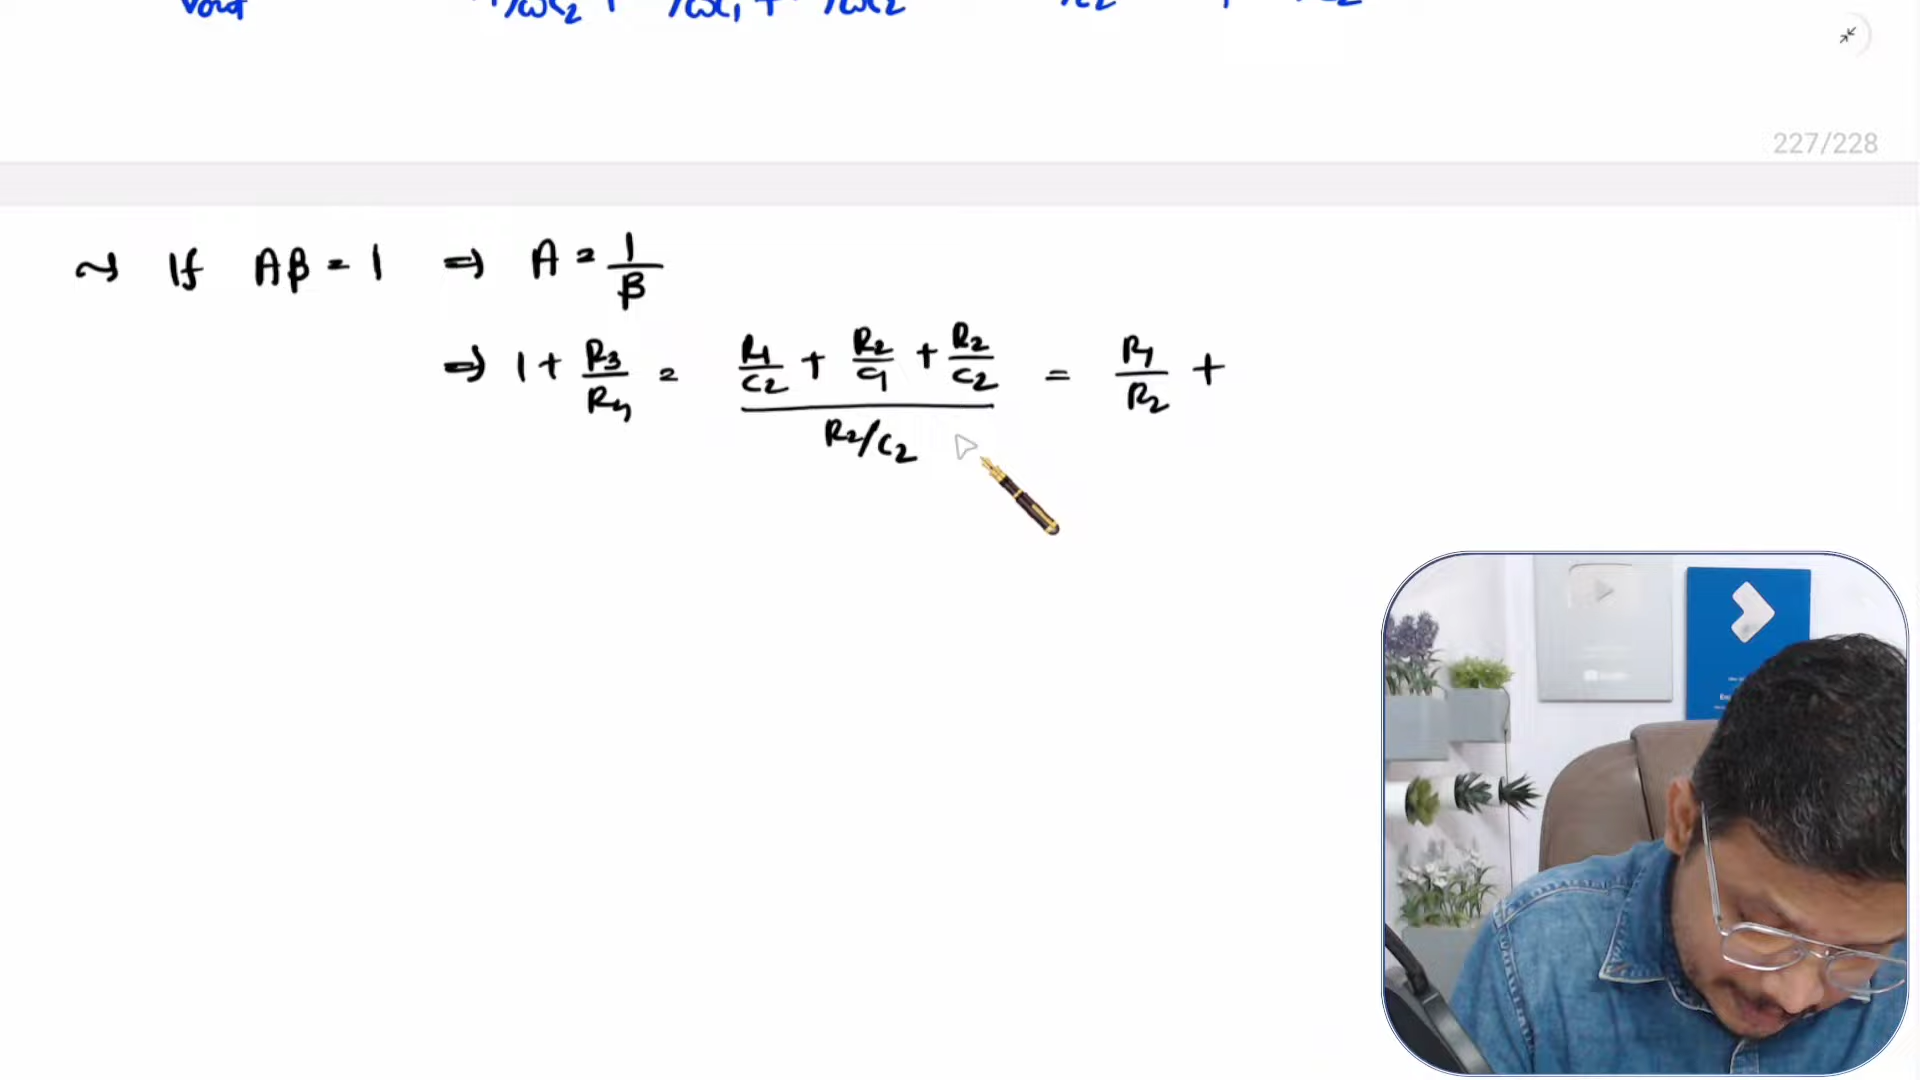 Vout
227/228
~> If Aβ = 1 ⇒ A = 1/β
⇒ 1 + R3/R4 = (R1/C2 + R2/C1 + R2/C2) / (R2/C2) = R1/R2 +